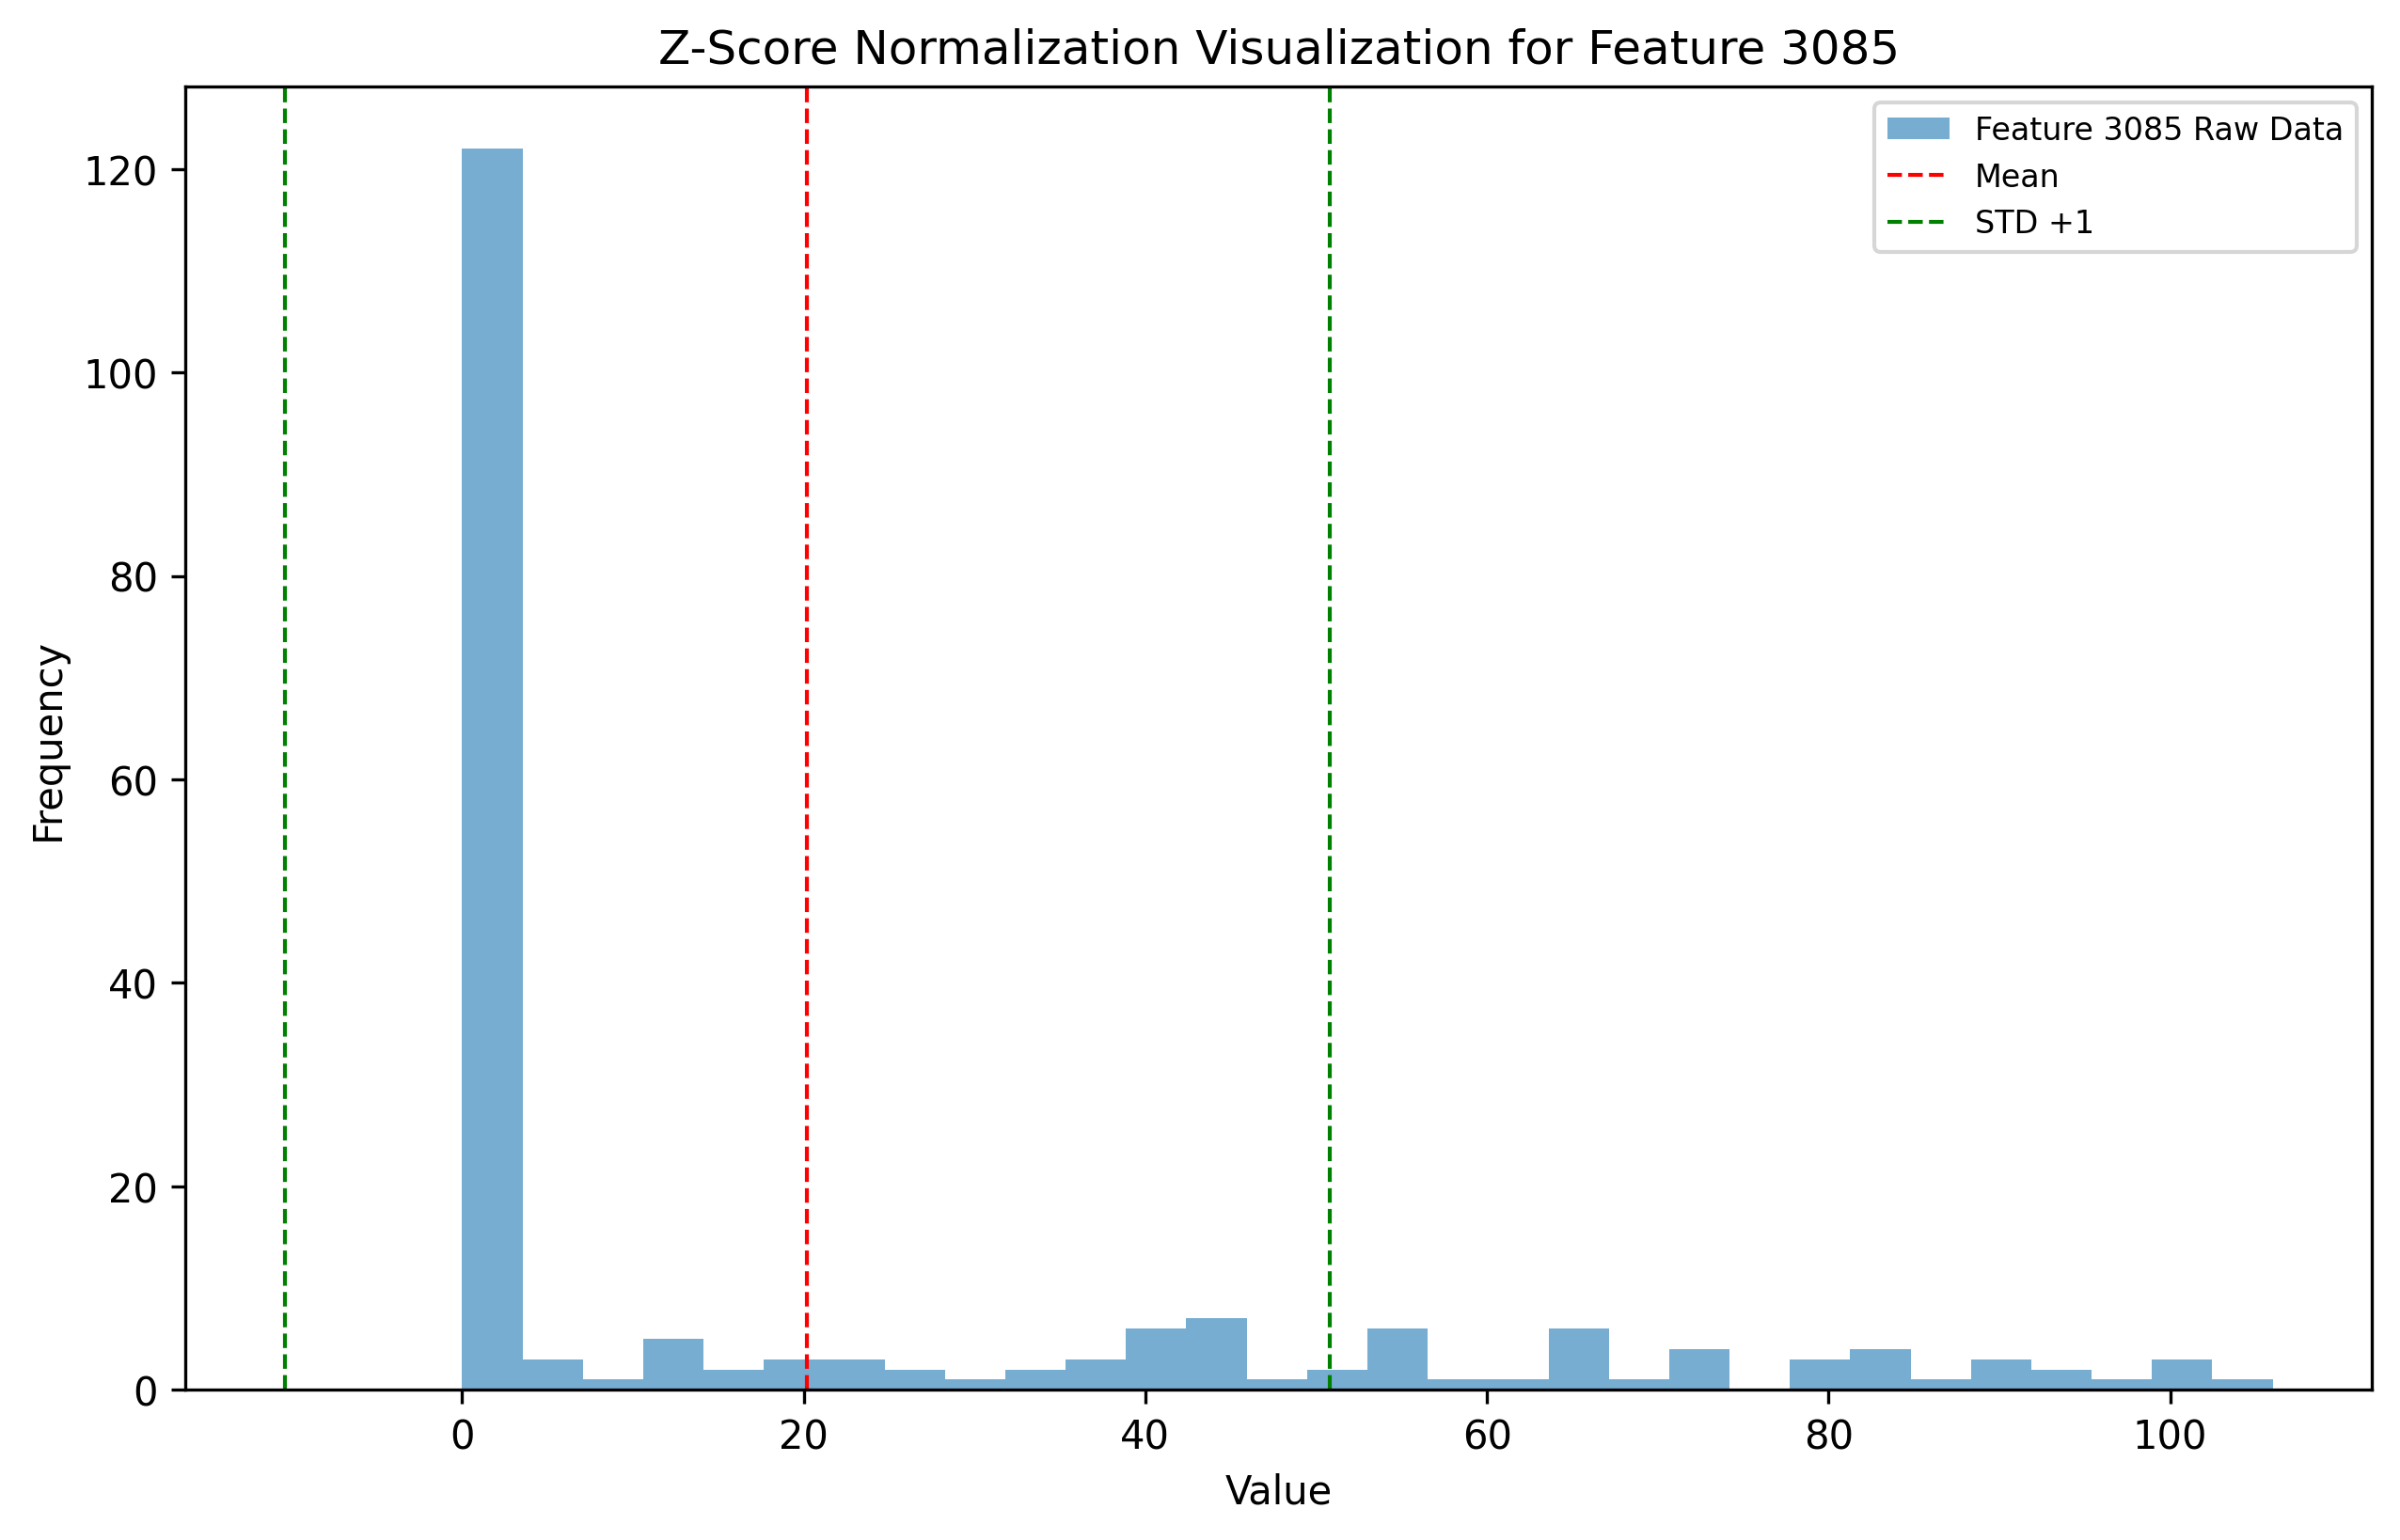 Z-Score Normalization Visualization for Feature 3085
Feature 3085 Raw Data
Mean
STD +1
120
100
80
60
40
20
0
Frequency
0 20 40 60 80 100
Value